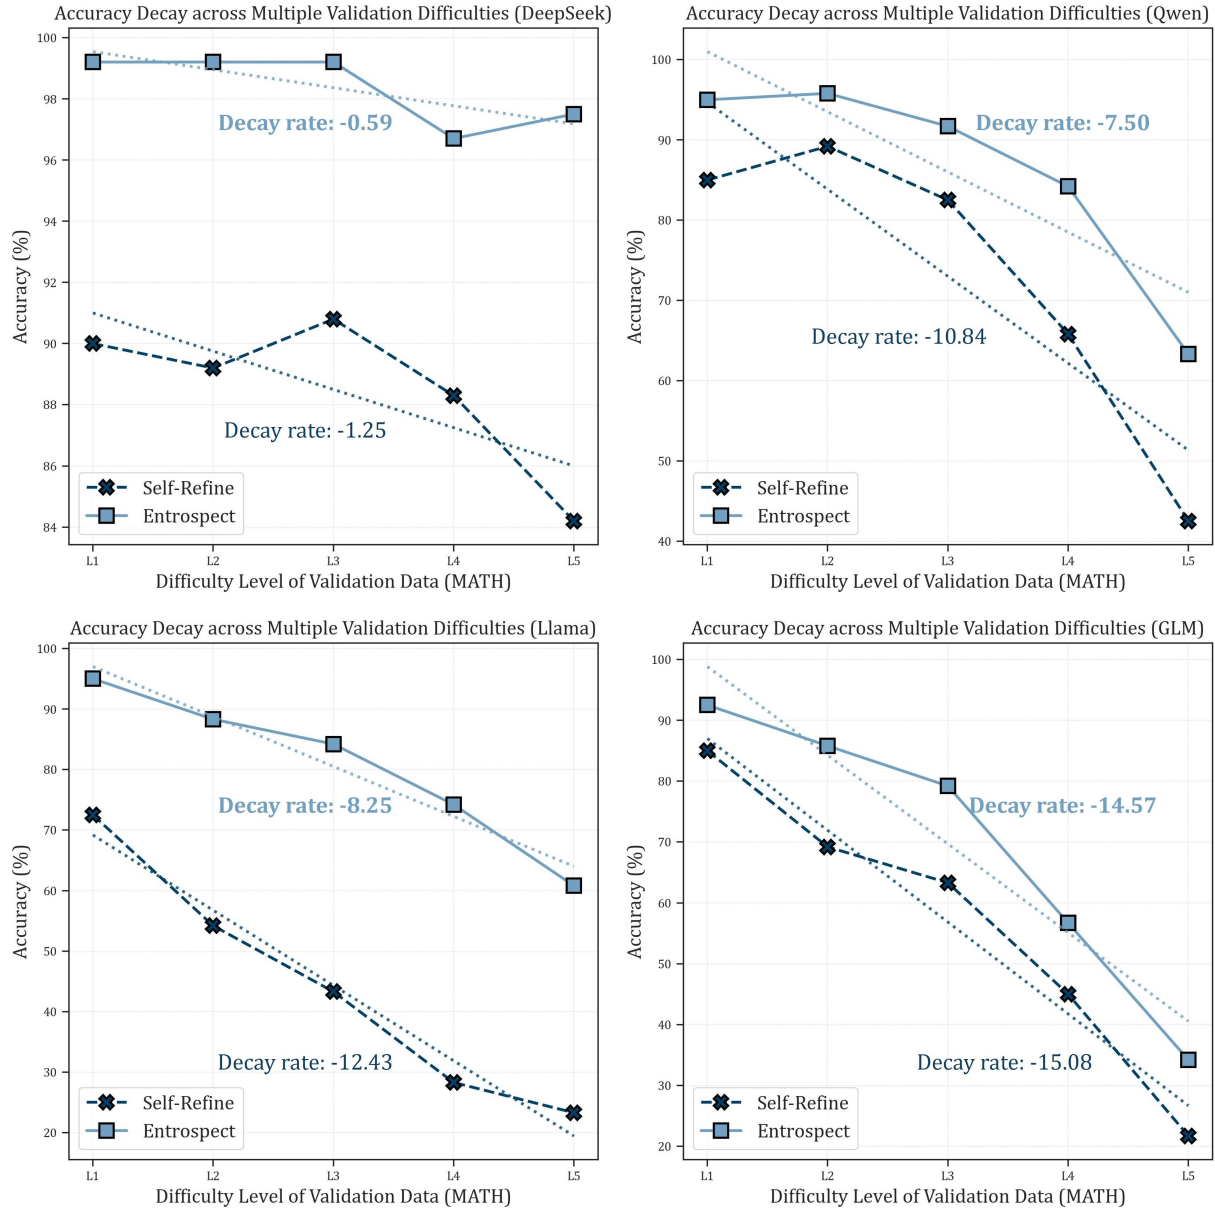 Accuracy Decay across Multiple Validation Difficulties (DeepSeek)
100
98
96
94
92
90
88
86
84
Accuracy (%)
Decay rate: -0.59
Decay rate: -1.25
Self-Refine
Entrospect
L1
L2
L3
L4
L5
Difficulty Level of Validation Data (MATH)
Accuracy Decay across Multiple Validation Difficulties (Qwen)
100
90
80
70
60
50
40
Accuracy (%)
Decay rate: -7.50
Decay rate: -10.84
Self-Refine
Entrospect
L1
L2
L3
L4
L5
Difficulty Level of Validation Data (MATH)
Accuracy Decay across Multiple Validation Difficulties (Llama)
100
90
80
70
60
50
40
30
20
Accuracy (%)
Decay rate: -8.25
Decay rate: -12.43
Self-Refine
Entrospect
L1
L2
L3
L4
L5
Difficulty Level of Validation Data (MATH)
Accuracy Decay across Multiple Validation Difficulties (GLM)
100
90
80
70
60
50
40
30
20
Accuracy (%)
Decay rate: -14.57
Decay rate: -15.08
Self-Refine
Entrospect
L1
L2
L3
L4
L5
Difficulty Level of Validation Data (MATH)